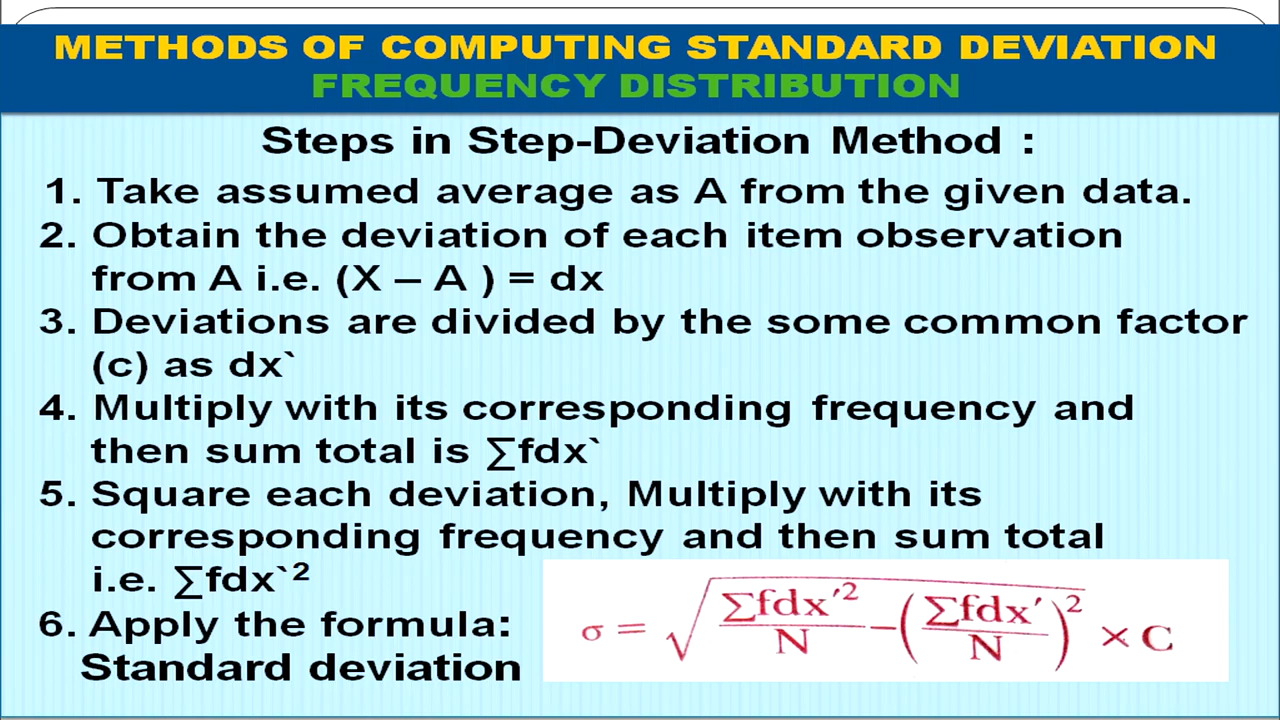 METHODS OF COMPUTING STANDARD DEVIATION
FREQUENCY DISTRIBUTION
Steps in Step-Deviation Method :
1. Take assumed average as A from the given data.
2. Obtain the deviation of each item observation
from A i.e. (X – A ) = dx
3. Deviations are divided by the some common factor
(c) as dx`
4. Multiply with its corresponding frequency and
then sum total is ∑fdx`
5. Square each deviation, Multiply with its
corresponding frequency and then sum total
i.e. ∑fdx`²
6. Apply the formula:
Standard deviation
σ = √(∑fdx′²/N − (∑fdx′/N)²) × C